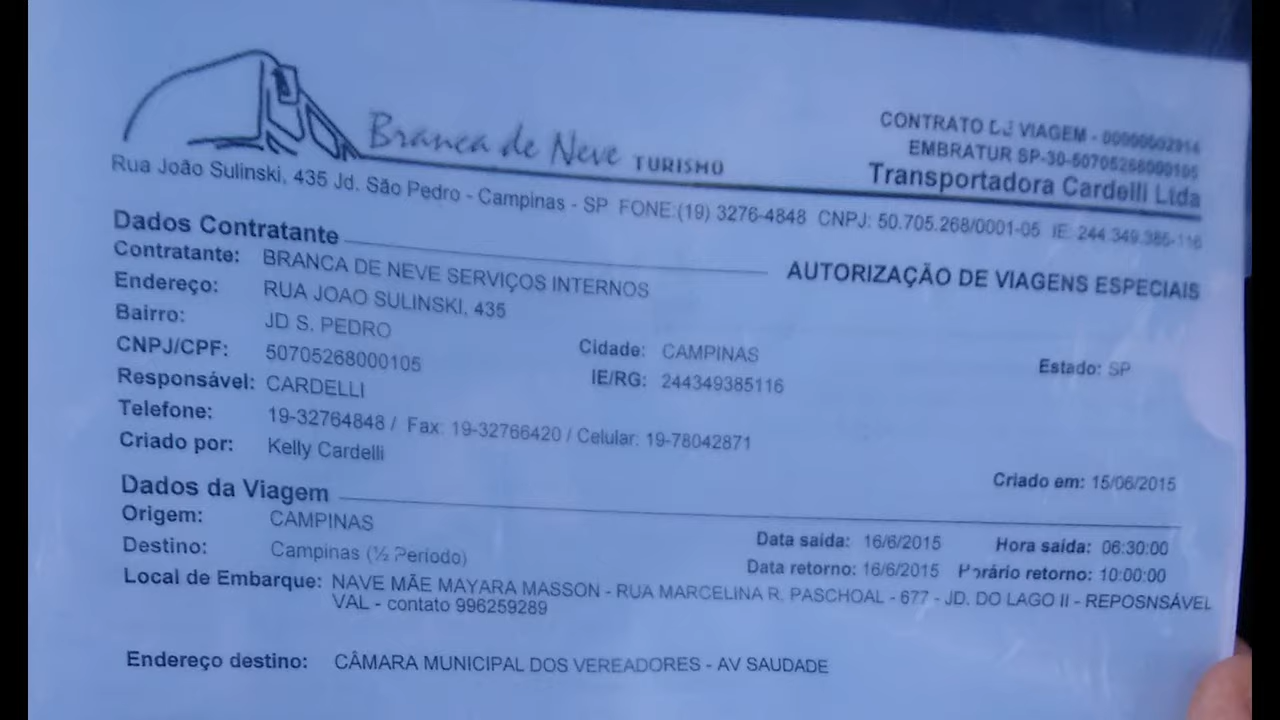 Branca de Neve TURISMO
CONTRATO DE VIAGEM - 00000002914
EMBRATUR SP-30-50705268000105
Transportadora Cardelli Ltda
Rua João Sulinski, 435 Jd. São Pedro - Campinas - SP FONE:(19) 3276-4848 CNPJ: 50.705.268/0001-05 IE: 244.349.385-116
Dados Contratante
AUTORIZAÇÃO DE VIAGENS ESPECIAIS
Contratante: BRANCA DE NEVE SERVIÇOS INTERNOS
Endereço: RUA JOAO SULINSKI, 435
Bairro: JD S. PEDRO Cidade: CAMPINAS Estado: SP
CNPJ/CPF: 50705268000105 IE/RG: 244349385116
Responsável: CARDELLI
Telefone: 19-32764848 / Fax: 19-32766420 / Celular: 19-78042871
Criado por: Kelly Cardelli Criado em: 15/06/2015
Dados da Viagem
Origem: CAMPINAS Data saida: 16/6/2015 Hora saída: 06:30:00
Destino: Campinas (½ Período) Data retorno: 16/6/2015 Horário retorno: 10:00:00
Local de Embarque: NAVE MÃE MAYARA MASSON - RUA MARCELINA R. PASCHOAL - 677 - JD. DO LAGO II - REPOSNSÁVEL
VAL - contato 996259289
Endereço destino: CÂMARA MUNICIPAL DOS VEREADORES - AV SAUDADE